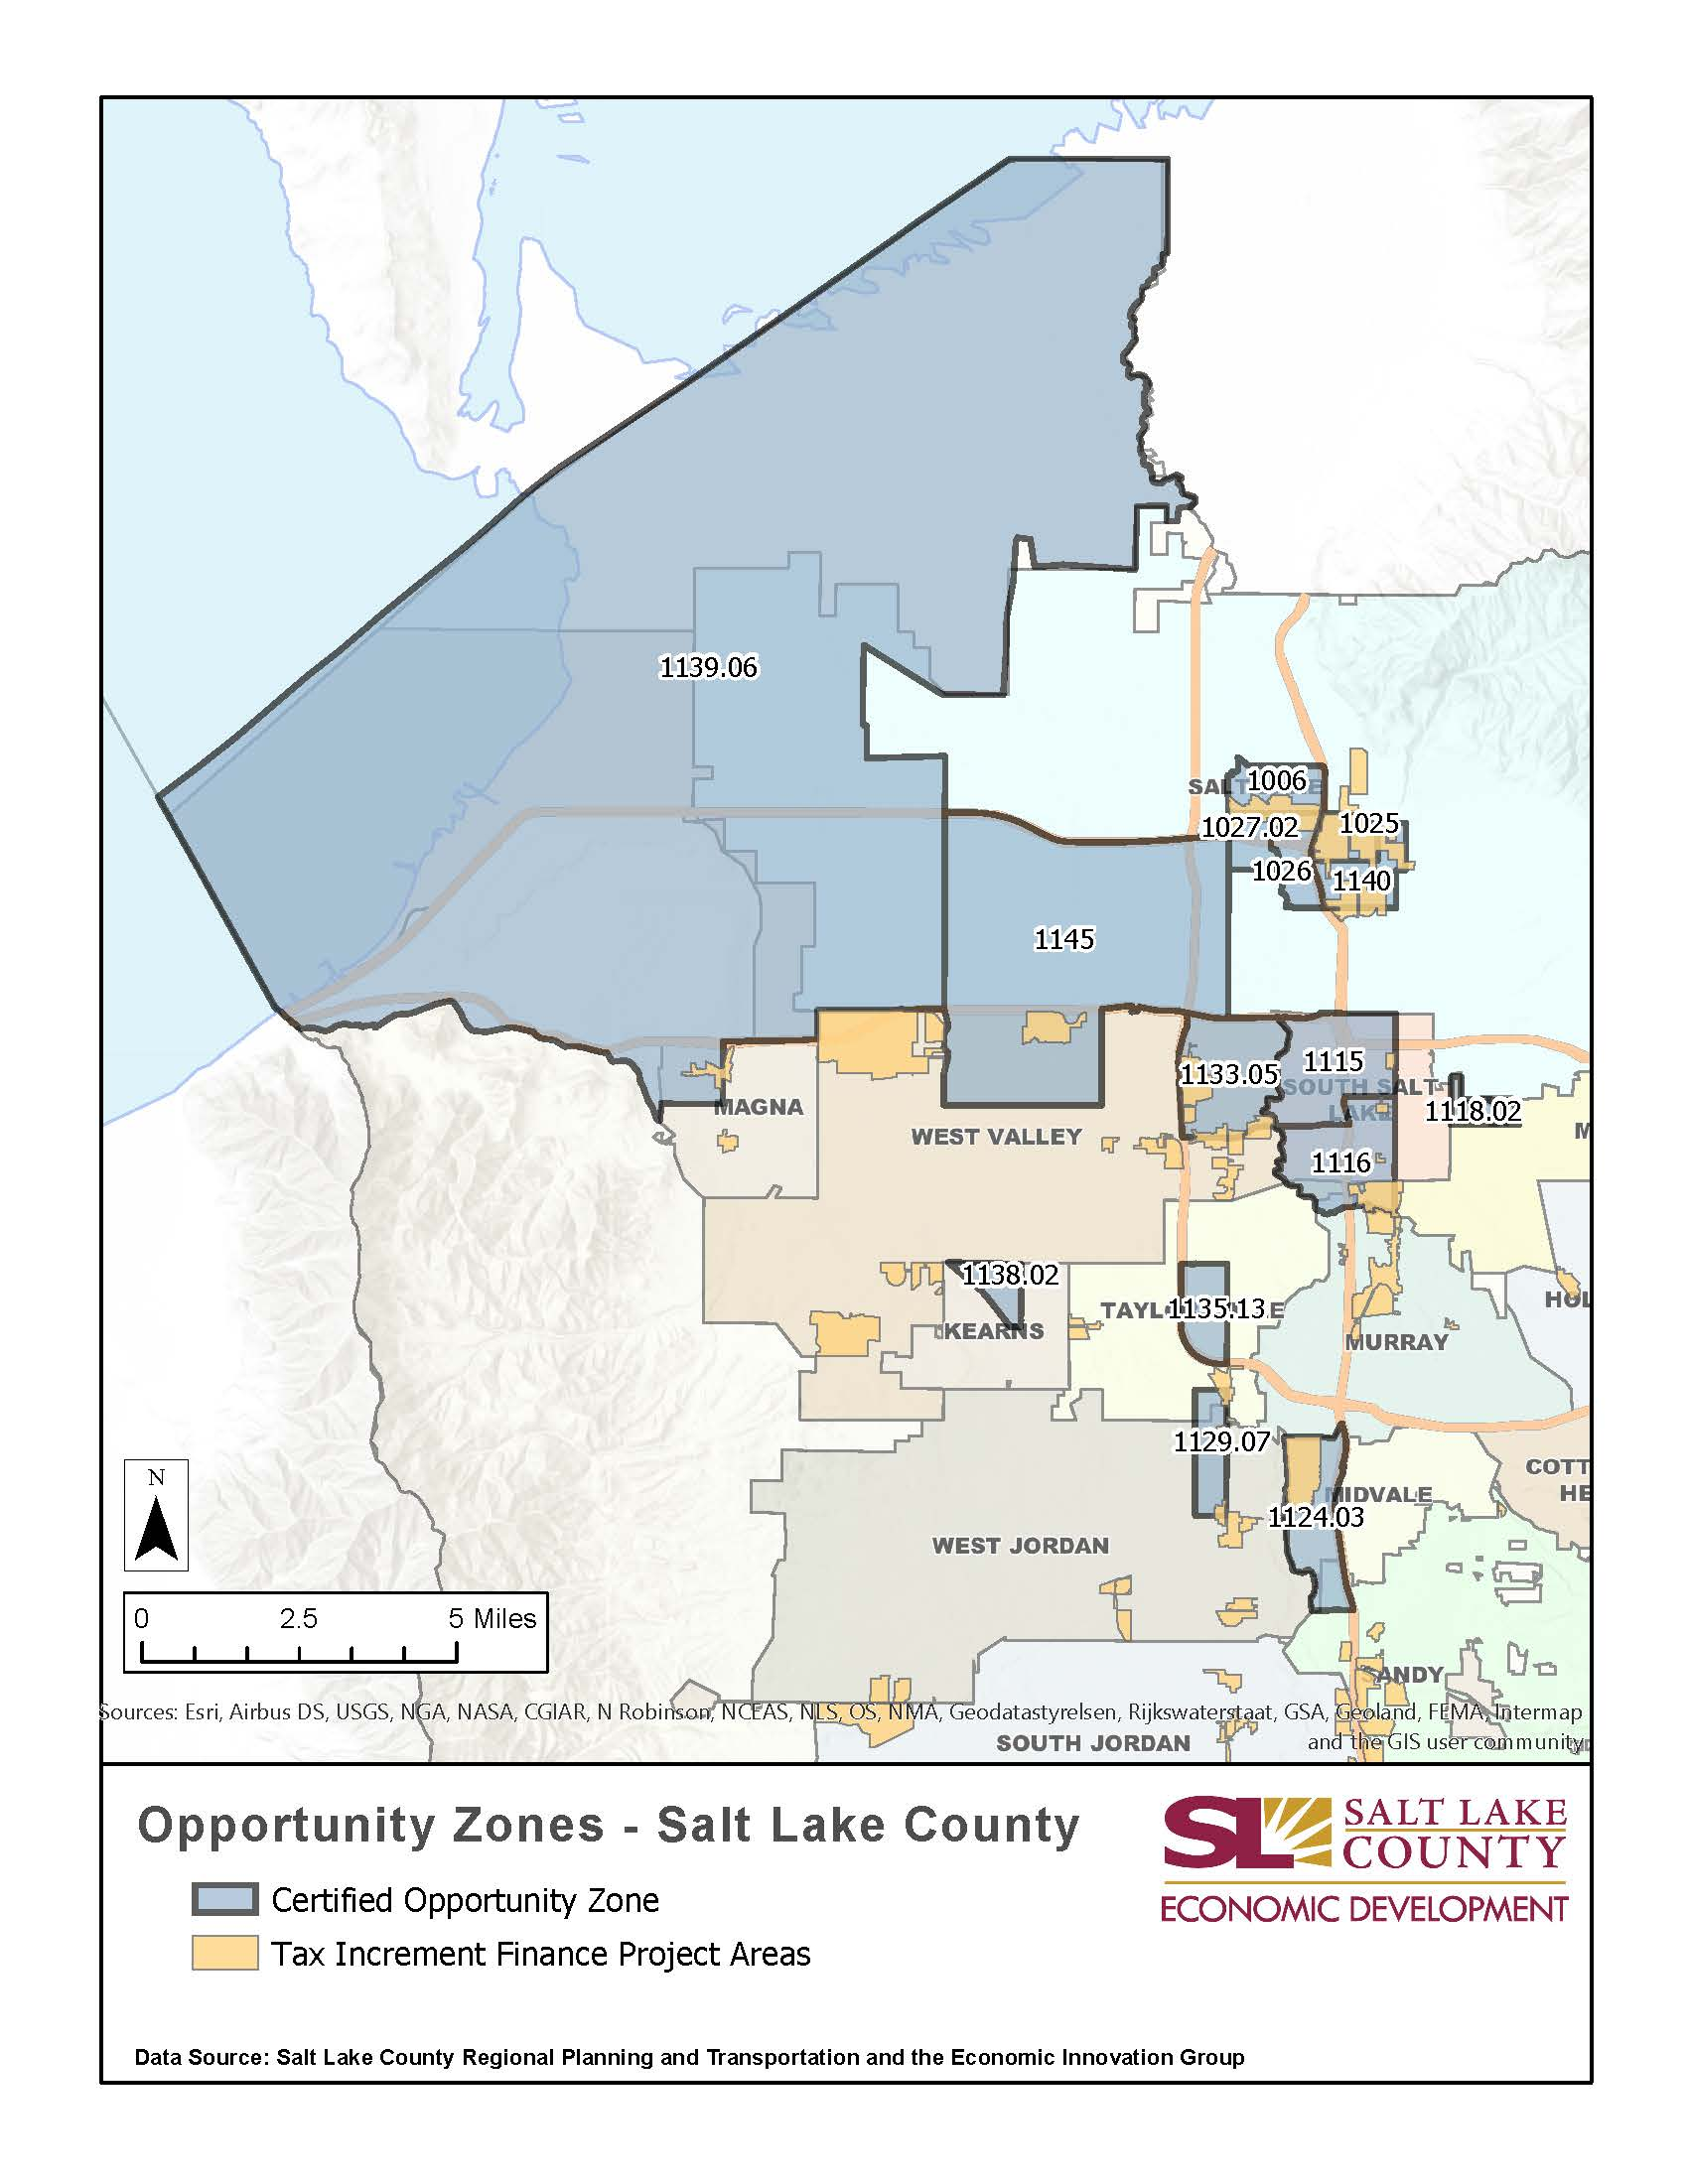 1139.06
SALT LAKE
1006
1027.02
1025
1026
1140
1145
1115
1133.05
SOUTH SALT
LAKE
1118.02
MAGNA
WEST VALLEY
M
1116
1138.02
KEARNS
1135.13
HOL
MURRAY
1129.07
COTT
HE
MIDVALE
1124.03
WEST JORDAN
N
0 2.5 5 Miles
SANDY
Sources: Esri, Airbus DS, USGS, NGA, NASA, CGIAR, N Robinson, NCEAS, NLS, OS, NMA, Geodatastyrelsen, Rijkswaterstaat, GSA, Geoland, FEMA, Intermap
and the GIS user community
SOUTH JORDAN
Opportunity Zones - Salt Lake County
Certified Opportunity Zone
Tax Increment Finance Project Areas
SL
SALT LAKE
COUNTY
ECONOMIC DEVELOPMENT
Data Source: Salt Lake County Regional Planning and Transportation and the Economic Innovation Group